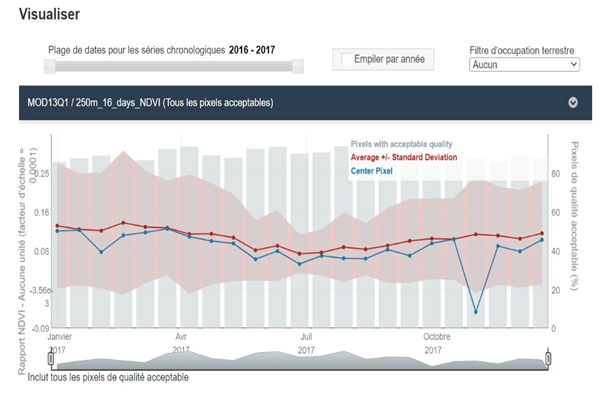 Visualiser
Plage de dates pour les séries chronologiques 2016 - 2017
Empiler par année
Filtre d'occupation terrestre
Aucun
MOD13Q1 / 250m_16_days_NDVI (Tous les pixels acceptables)
Pixels with acceptable quality
Average +/- Standard Deviation
Center Pixel
Rapport NDVI - Aucune unité (facteur d'échelle = 0,0001)
0.25
0.16
0.08
-3.56e-
3
-0.09
80
60
40
20
0
Pixels de qualité acceptable (%)
Janvier
2017
Avr
2017
Juil
2017
Octobre
2017
Inclut tous les pixels de qualité acceptable